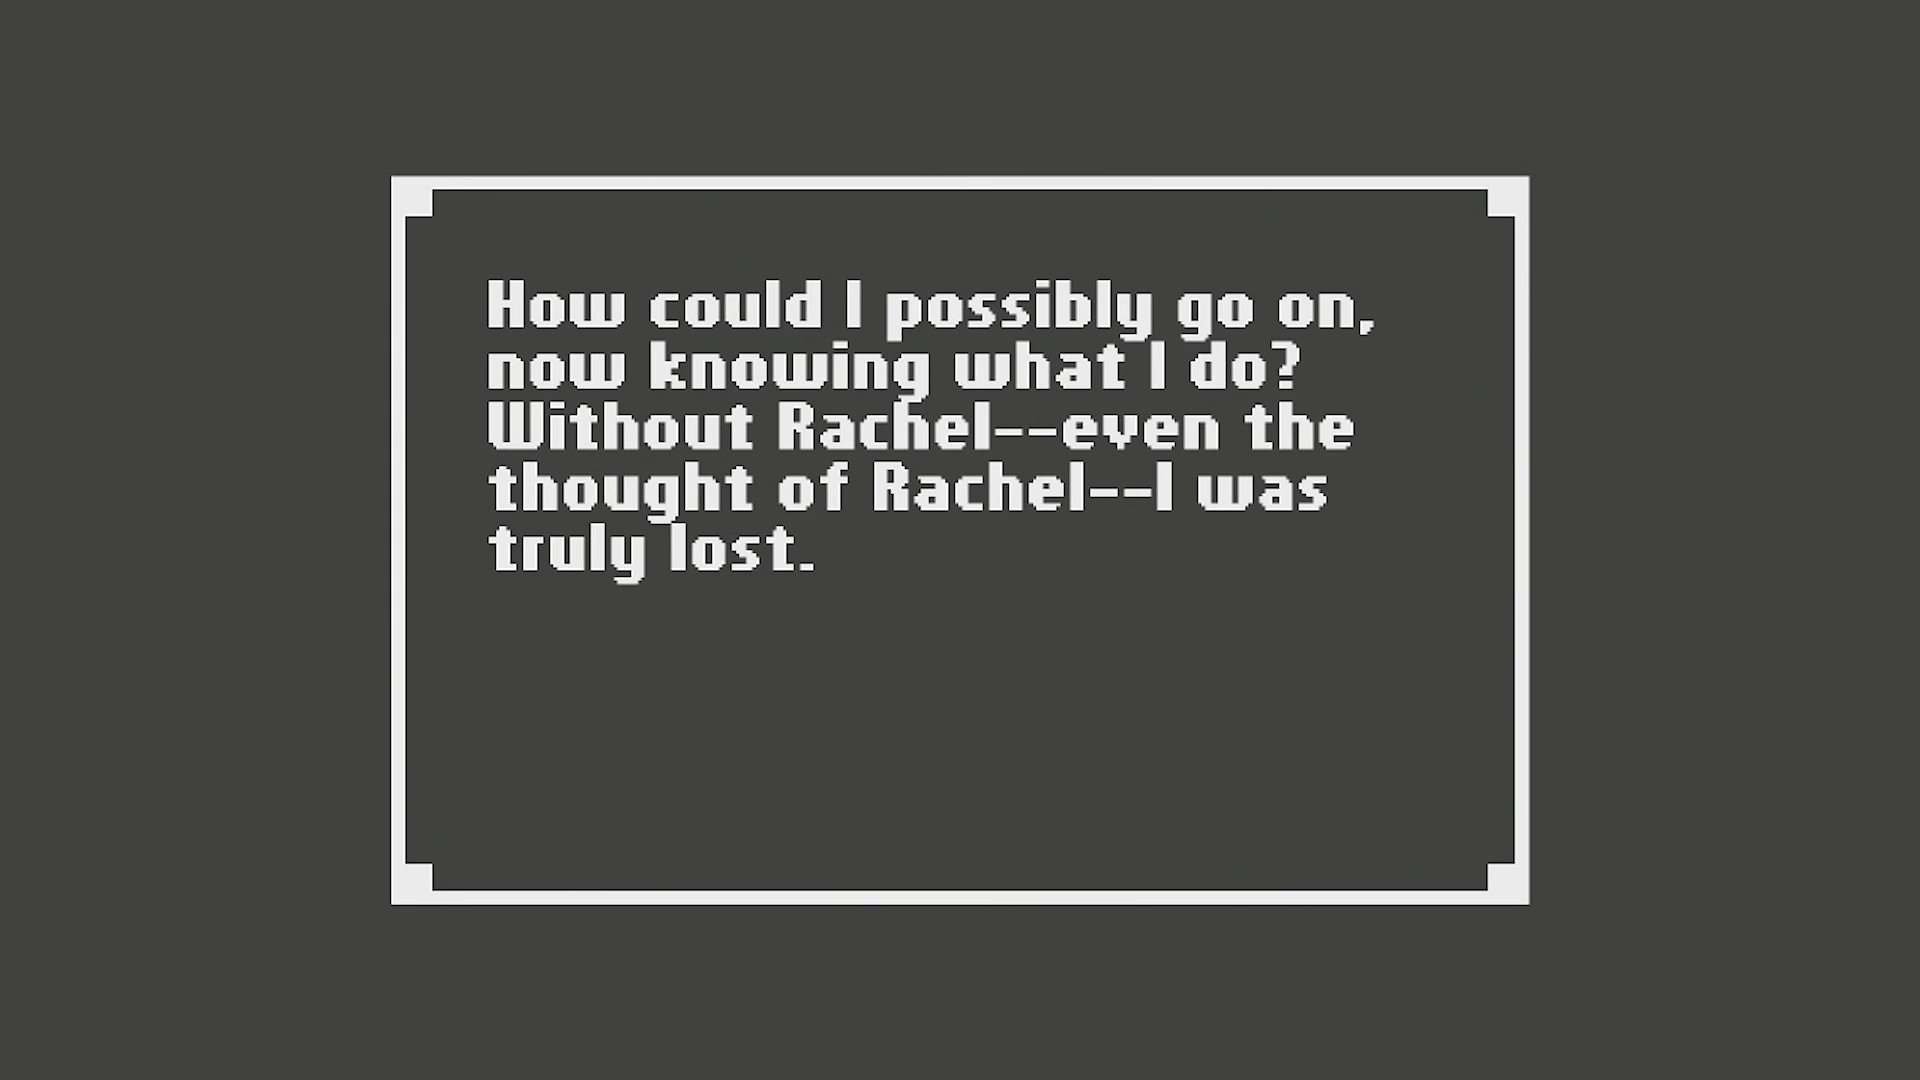 How could I possibly go on,
now knowing what I do?
Without Rachel--even the
thought of Rachel--I was
truly lost.